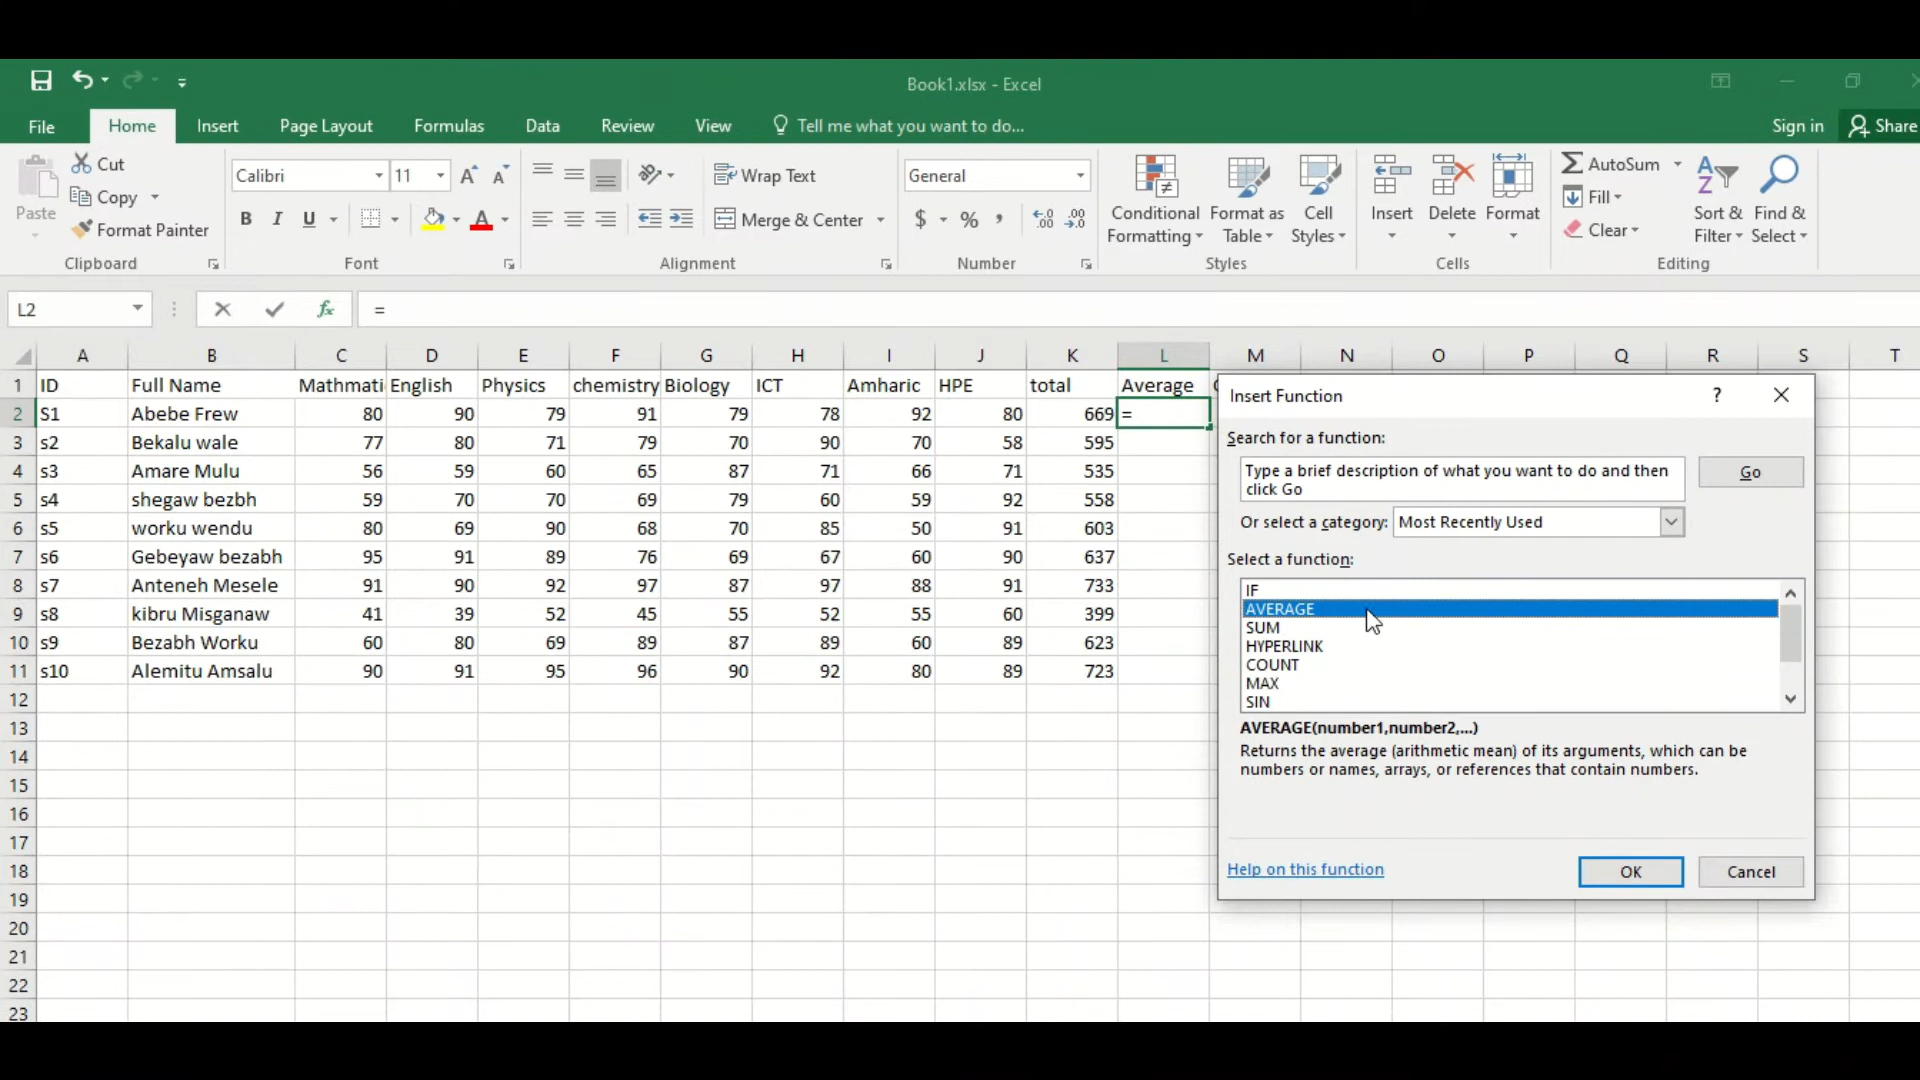 Book1.xlsx - Excel
File Home Insert Page Layout Formulas Data Review View Tell me what you want to do... Sign in Share
Cut
Copy
Format Painter
Paste
Clipboard
Calibri 11
B I U A
Font
Wrap Text
Merge & Center
Alignment
General
$ % ,
Number
Conditional Formatting
Format as Table
Cell Styles
Styles
Insert Delete Format
Cells
AutoSum
Fill
Clear
Sort & Filter
Find & Select
Editing
L2 fx =
A B C D E F G H I J K L M N O P Q R S T
1 ID Full Name Mathmati English Physics chemistry Biology ICT Amharic HPE total Average
2 S1 Abebe Frew 80 90 79 91 79 78 92 80 669 =
3 s2 Bekalu wale 77 80 71 79 70 90 70 58 595
4 s3 Amare Mulu 56 59 60 65 87 71 66 71 535
5 s4 shegaw bezbh 59 70 70 69 79 60 59 92 558
6 s5 worku wendu 80 69 90 68 70 85 50 91 603
7 s6 Gebeyaw bezabh 95 91 89 76 69 67 60 90 637
8 s7 Anteneh Mesele 91 90 92 97 87 97 88 91 733
9 s8 kibru Misganaw 41 39 52 45 55 52 55 60 399
10 s9 Bezabh Worku 60 80 69 89 87 89 60 89 623
11 s10 Alemitu Amsalu 90 91 95 96 90 92 80 89 723
12
13
14
15
16
17
18
19
20
21
22
23
Insert Function ?
Search for a function:
Type a brief description of what you want to do and then
click Go
Go
Or select a category: Most Recently Used
Select a function:
IF
AVERAGE
SUM
HYPERLINK
COUNT
MAX
SIN
AVERAGE(number1,number2,...)
Returns the average (arithmetic mean) of its arguments, which can be
numbers or names, arrays, or references that contain numbers.
Help on this function OK Cancel